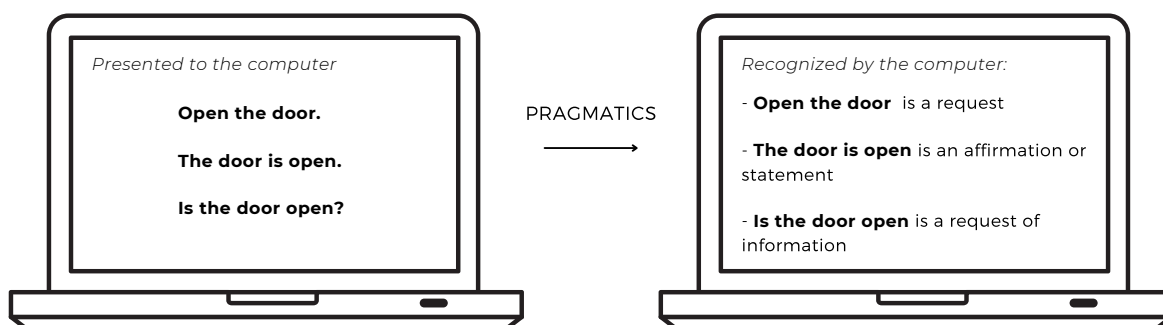 Presented to the computer
Open the door.
The door is open.
Is the door open?
PRAGMATICS
Recognized by the computer:
- Open the door is a request
- The door is open is an affirmation or
statement
- Is the door open is a request of
information